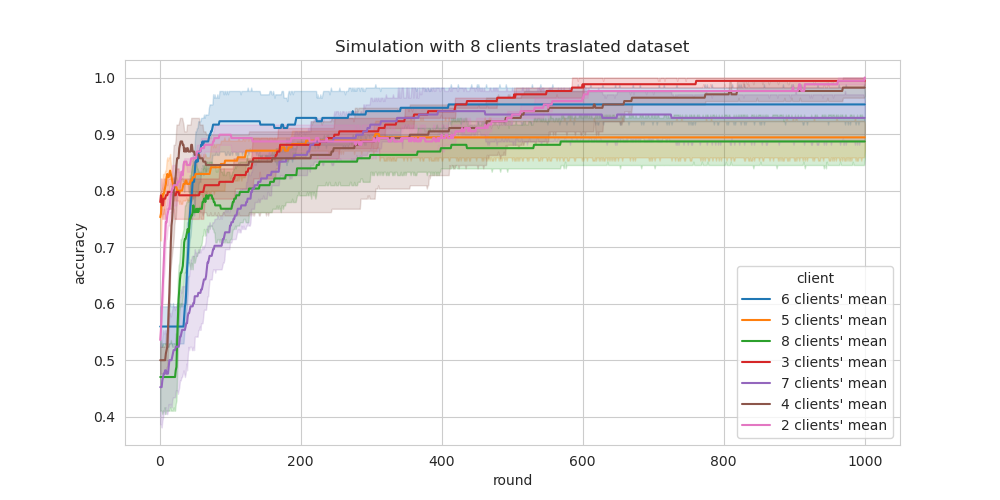 Simulation with 8 clients traslated dataset
1.0
0.9
0.8
0.7
0.6
0.5
0.4
accuracy
0
200
400
600
800
1000
round
client
6 clients' mean
5 clients' mean
8 clients' mean
3 clients' mean
7 clients' mean
4 clients' mean
2 clients' mean